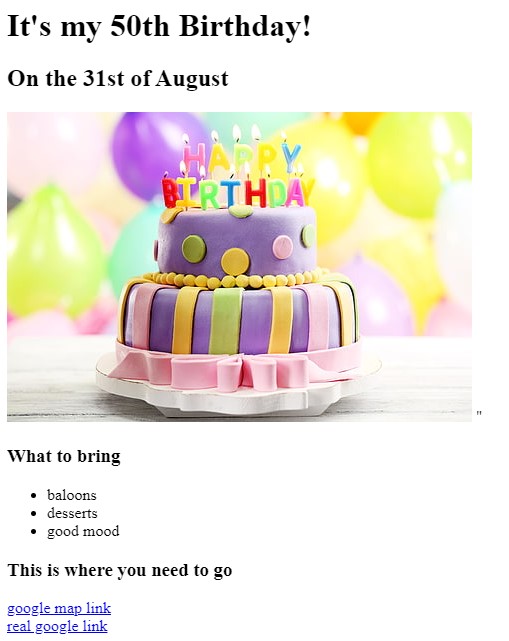 It's my 50th Birthday!
On the 31st of August
HAPPY
BIRTHDAY
"
What to bring
baloons
desserts
good mood
This is where you need to go
google map link
real google link